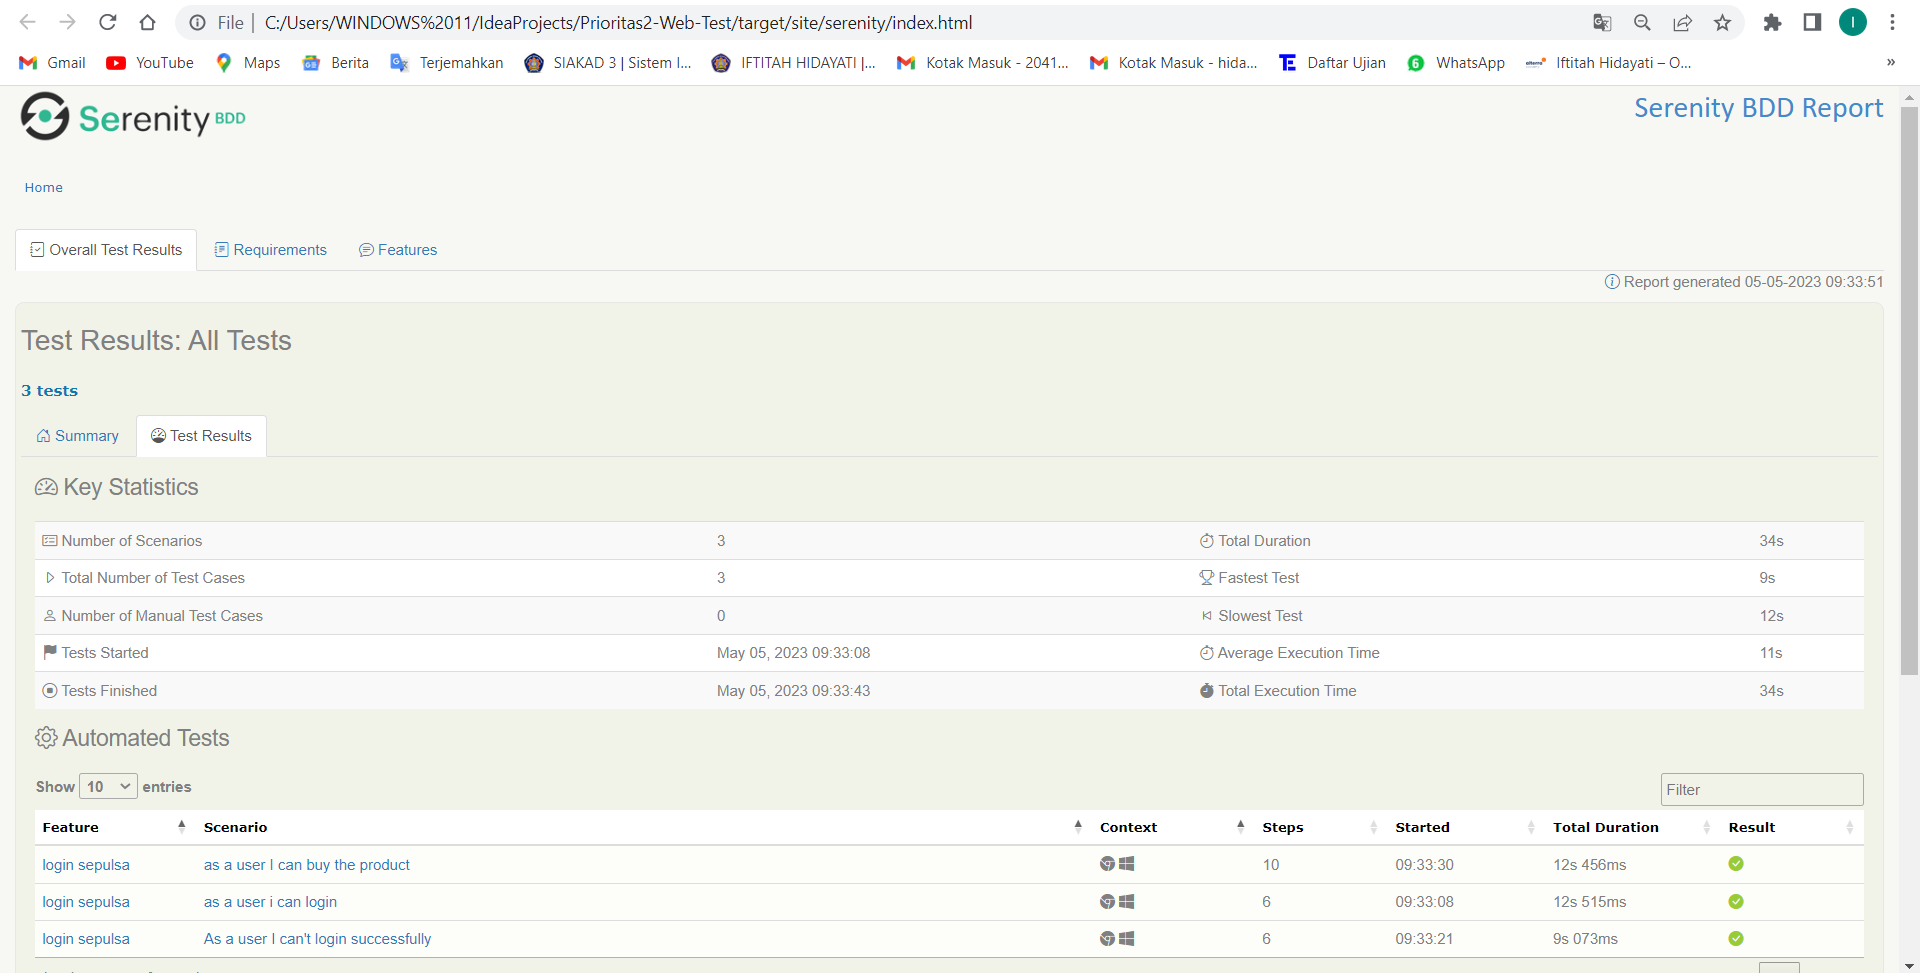 File | C:/Users/WINDOWS%2011/IdeaProjects/Prioritas2-Web-Test/target/site/serenity/index.html I
Gmail YouTube Maps Berita Terjemahkan SIAKAD 3 | Sistem I... IFTITAH HIDAYATI |... Kotak Masuk - 2041... Kotak Masuk - hida... Daftar Ujian 6 WhatsApp Iftitah Hidayati – O... »
Serenity BDD
Serenity BDD Report
Home
Overall Test Results Requirements Features
Report generated 05-05-2023 09:33:51
Test Results: All Tests
3 tests
Summary Test Results
Key Statistics
Number of Scenarios 3 Total Duration 34s
Total Number of Test Cases 3 Fastest Test 9s
Number of Manual Test Cases 0 Slowest Test 12s
Tests Started May 05, 2023 09:33:08 Average Execution Time 11s
Tests Finished May 05, 2023 09:33:43 Total Execution Time 34s
Automated Tests
Show 10 entries Filter
Feature Scenario Context Steps Started Total Duration Result
login sepulsa as a user I can buy the product 10 09:33:30 12s 456ms
login sepulsa as a user i can login 6 09:33:08 12s 515ms
login sepulsa As a user I can't login successfully 6 09:33:21 9s 073ms